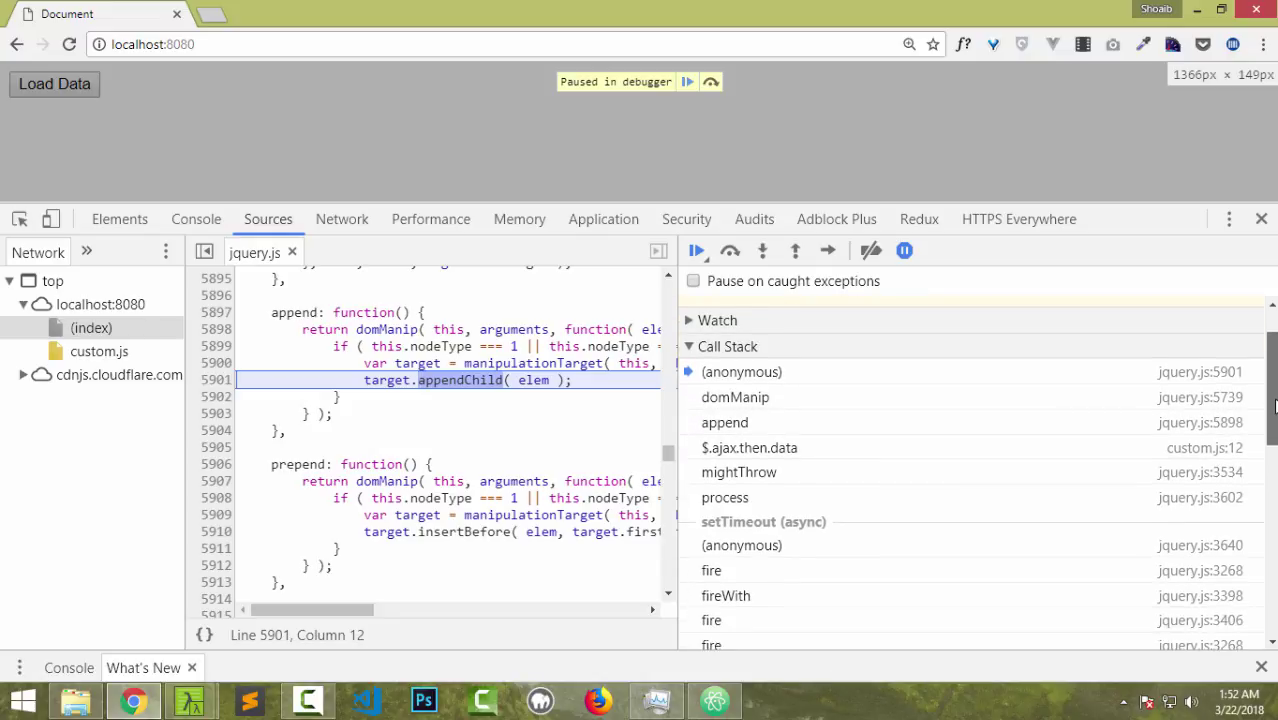 Document
Shoaib
localhost:8080
f?
Load Data
Paused in debugger
1366px × 149px
Elements
Console
Sources
Network
Performance
Memory
Application
Security
Audits
Adblock Plus
Redux
HTTPS Everywhere
Network
»
jquery.js
top
localhost:8080
(index)
custom.js
cdnjs.cloudflare.com
5895 },
5896
5897 append: function() {
5898 return domManip( this, arguments, function( ele
5899 if ( this.nodeType === 1 || this.nodeType =
5900 var target = manipulationTarget( this,
5901 target.appendChild( elem );
5902 }
5903 } );
5904 },
5905
5906 prepend: function() {
5907 return domManip( this, arguments, function( ele
5908 if ( this.nodeType === 1 || this.nodeType =
5909 var target = manipulationTarget( this,
5910 target.insertBefore( elem, target.first
5911 }
5912 } );
5913 },
5914
5915
{} Line 5901, Column 12
Pause on caught exceptions
Watch
Call Stack
(anonymous) jquery.js:5901
domManip jquery.js:5739
append jquery.js:5898
$.ajax.then.data custom.js:12
mightThrow jquery.js:3534
process jquery.js:3602
setTimeout (async)
(anonymous) jquery.js:3640
fire jquery.js:3268
fireWith jquery.js:3398
fire jquery.js:3406
fire jquery.js:3268
Console
What's New
Ps
1:52 AM
3/22/2018